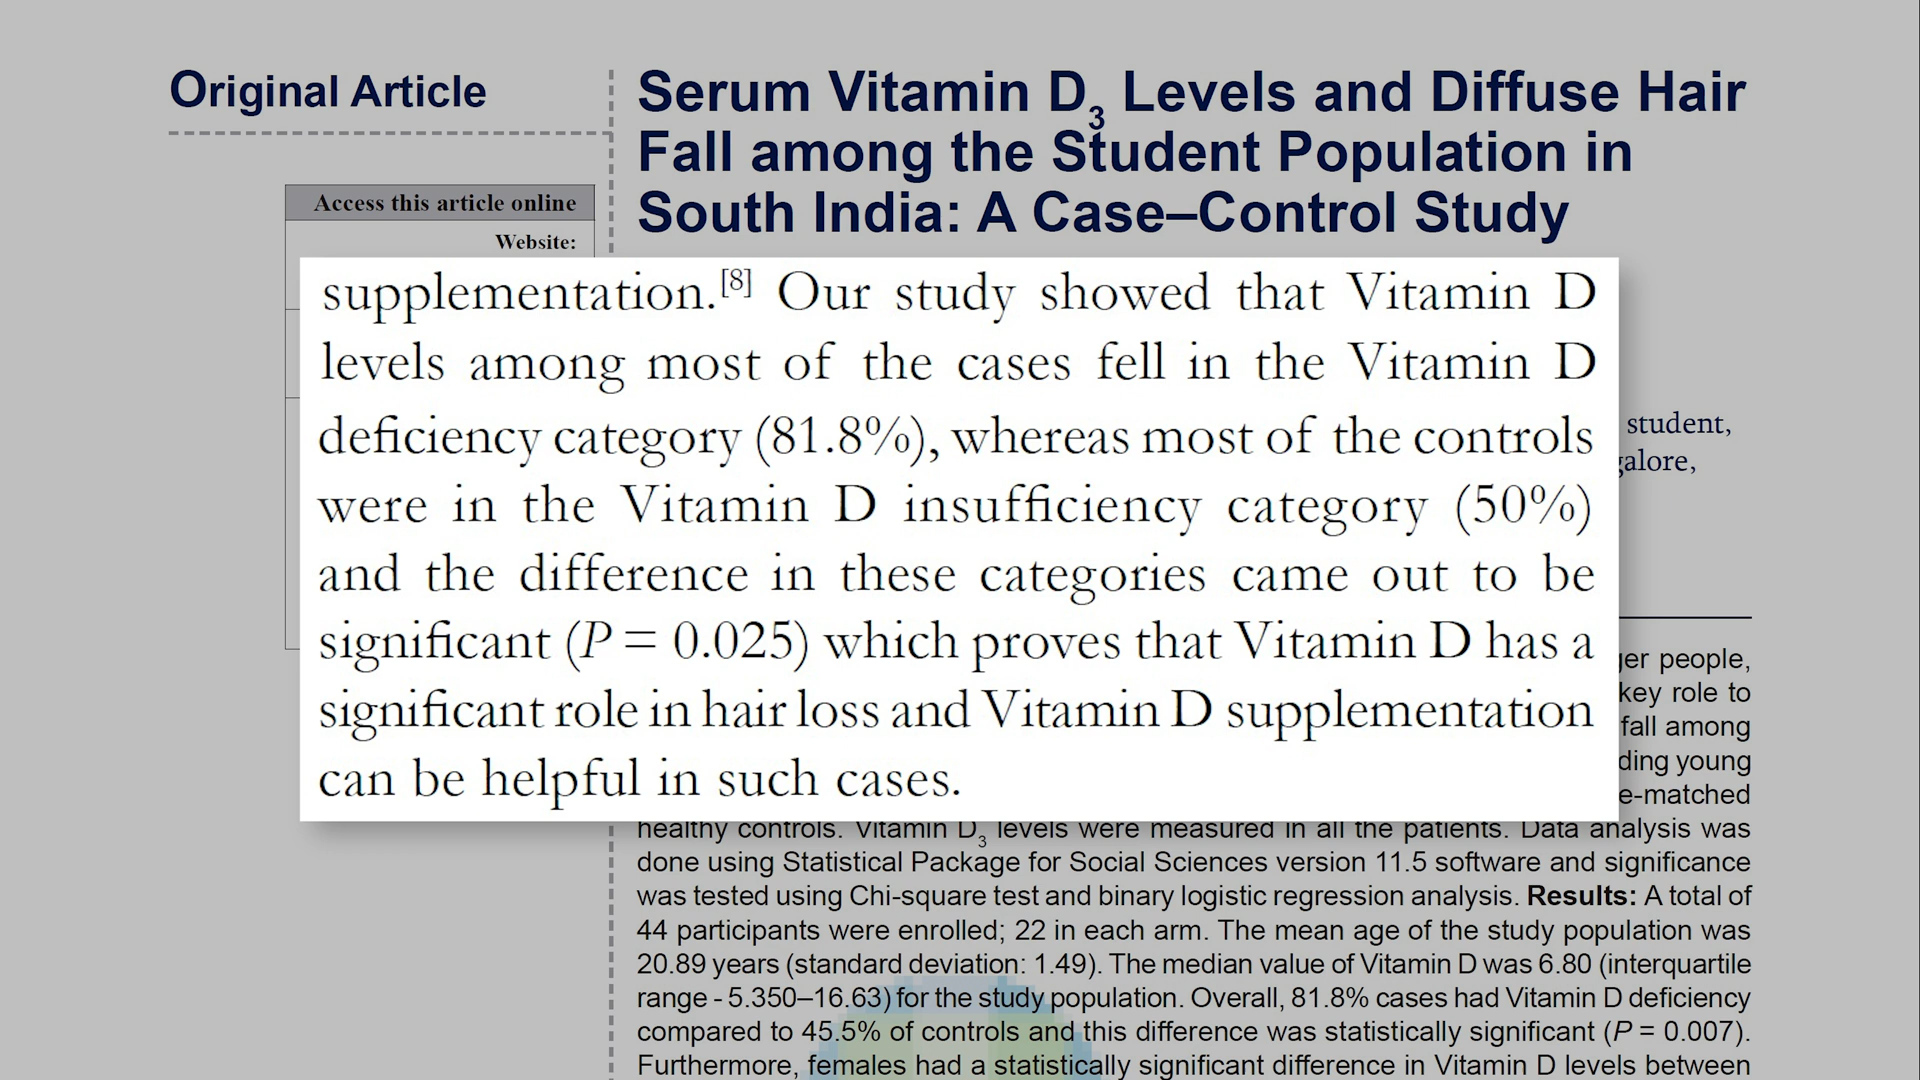 Original Article
Serum Vitamin D3 Levels and Diffuse Hair
Fall among the Student Population in
South India: A Case–Control Study
Access this article online
Website:
supplementation.[8] Our study showed that Vitamin D
levels among most of the cases fell in the Vitamin D
deficiency category (81.8%), whereas most of the controls
were in the Vitamin D insufficiency category (50%)
and the difference in these categories came out to be
significant (P = 0.025) which proves that Vitamin D has a
significant role in hair loss and Vitamin D supplementation
can be helpful in such cases.
student,
galore,
ger people,
key role to
fall among
ding young
e-matched
healthy controls. Vitamin D3 levels were measured in all the patients. Data analysis was
done using Statistical Package for Social Sciences version 11.5 software and significance
was tested using Chi-square test and binary logistic regression analysis. Results: A total of
44 participants were enrolled; 22 in each arm. The mean age of the study population was
20.89 years (standard deviation: 1.49). The median value of Vitamin D was 6.80 (interquartile
range - 5.350–16.63) for the study population. Overall, 81.8% cases had Vitamin D deficiency
compared to 45.5% of controls and this difference was statistically significant (P = 0.007).
Furthermore, females had a statistically significant difference in Vitamin D levels between